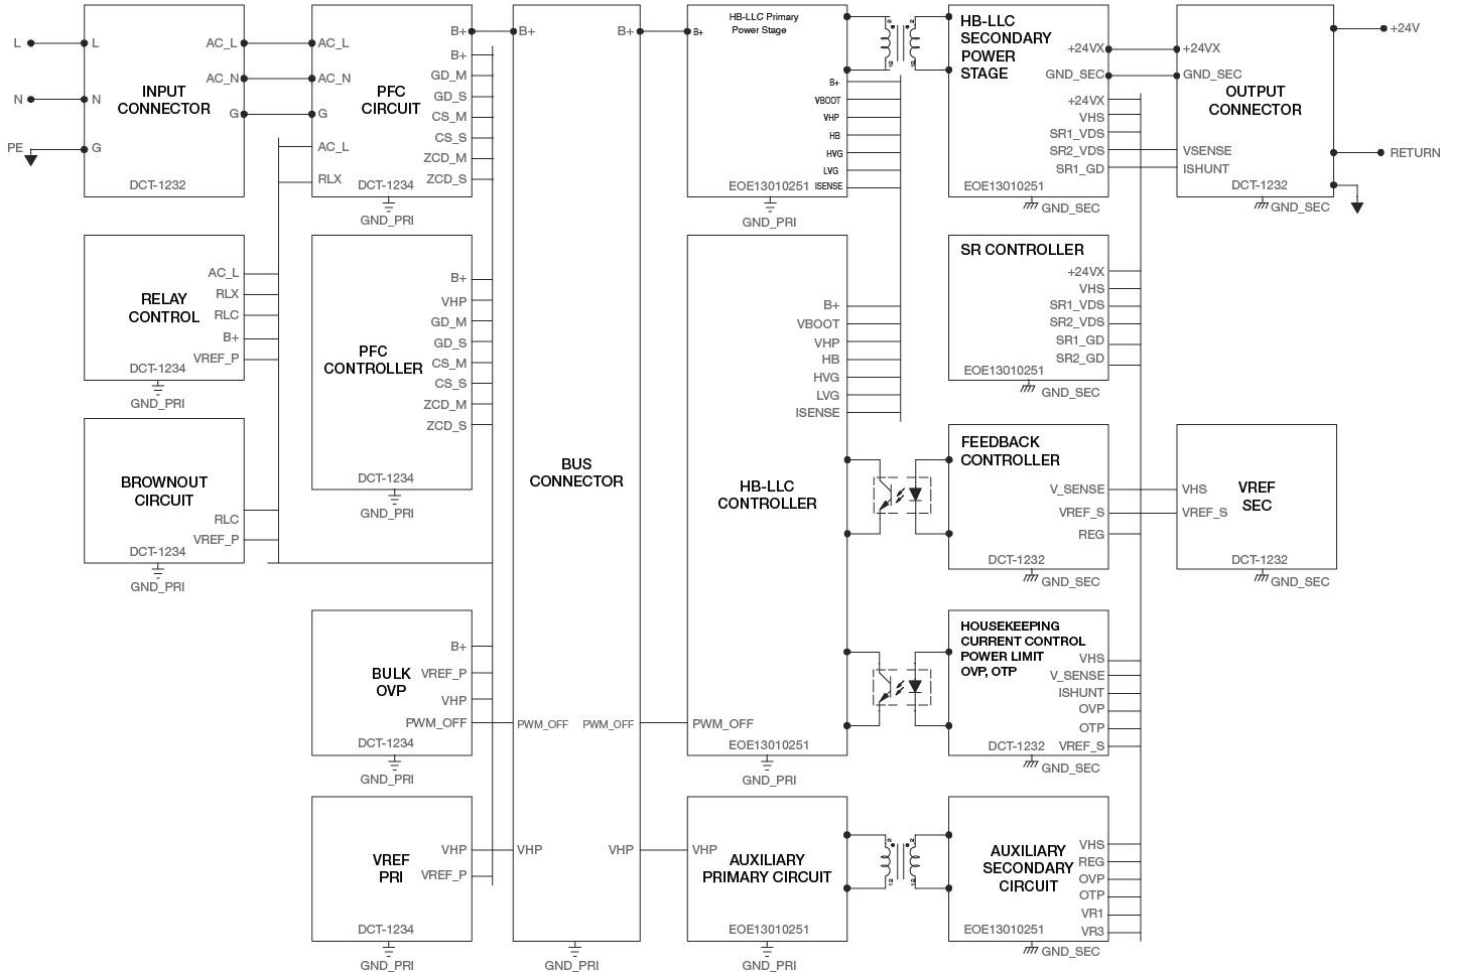 L
N
PE
L
N
G
INPUT
CONNECTOR
AC_L
AC_N
G
DCT-1232
AC_L
AC_N
G
AC_L
RLX
PFC
CIRCUIT
B+
B+
GD_M
GD_S
CS_M
CS_S
ZCD_M
ZCD_S
DCT-1234
GND_PRI
B+
B+
BUS
CONNECTOR
PWM_OFF
PWM_OFF
VHP
VHP
GND_PRI
HB-LLC Primary
Power Stage
B+
B+
VBOOT
VHP
HB
HVG
LVG
ISENSE
EOE13010251
GND_PRI
HB-LLC
SECONDARY
POWER
STAGE
+24VX
GND_SEC
+24VX
VHS
SR1_VDS
SR2_VDS
SR1_GD
EOE13010251
GND_SEC
+24VX
GND_SEC
OUTPUT
CONNECTOR
VSENSE
ISHUNT
DCT-1232
GND_SEC
+24V
RETURN
RELAY
CONTROL
AC_L
RLX
RLC
B+
VREF_P
DCT-1234
GND_PRI
PFC
CONTROLLER
B+
VHP
GD_M
GD_S
CS_M
CS_S
ZCD_M
ZCD_S
DCT-1234
GND_PRI
HB-LLC
CONTROLLER
B+
VBOOT
VHP
HB
HVG
LVG
ISENSE
PWM_OFF
EOE13010251
GND_PRI
SR CONTROLLER
+24VX
VHS
SR1_VDS
SR2_VDS
SR1_GD
SR2_GD
EOE13010251
GND_SEC
BROWNOUT
CIRCUIT
RLC
VREF_P
DCT-1234
GND_PRI
FEEDBACK
CONTROLLER
V_SENSE
VREF_S
REG
DCT-1232
GND_SEC
VHS
VREF_S
VREF
SEC
DCT-1232
GND_SEC
BULK
OVP
B+
VREF_P
VHP
PWM_OFF
DCT-1234
GND_PRI
HOUSEKEEPING
CURRENT CONTROL
POWER LIMIT
OVP, OTP
VHS
V_SENSE
ISHUNT
OVP
OTP
VREF_S
DCT-1232
GND_SEC
VREF
PRI
VHP
VREF_P
DCT-1234
GND_PRI
VHP
AUXILIARY
PRIMARY CIRCUIT
EOE13010251
GND_PRI
AUXILIARY
SECONDARY
CIRCUIT
VHS
REG
OVP
OTP
VR1
VR3
EOE13010251
GND_SEC